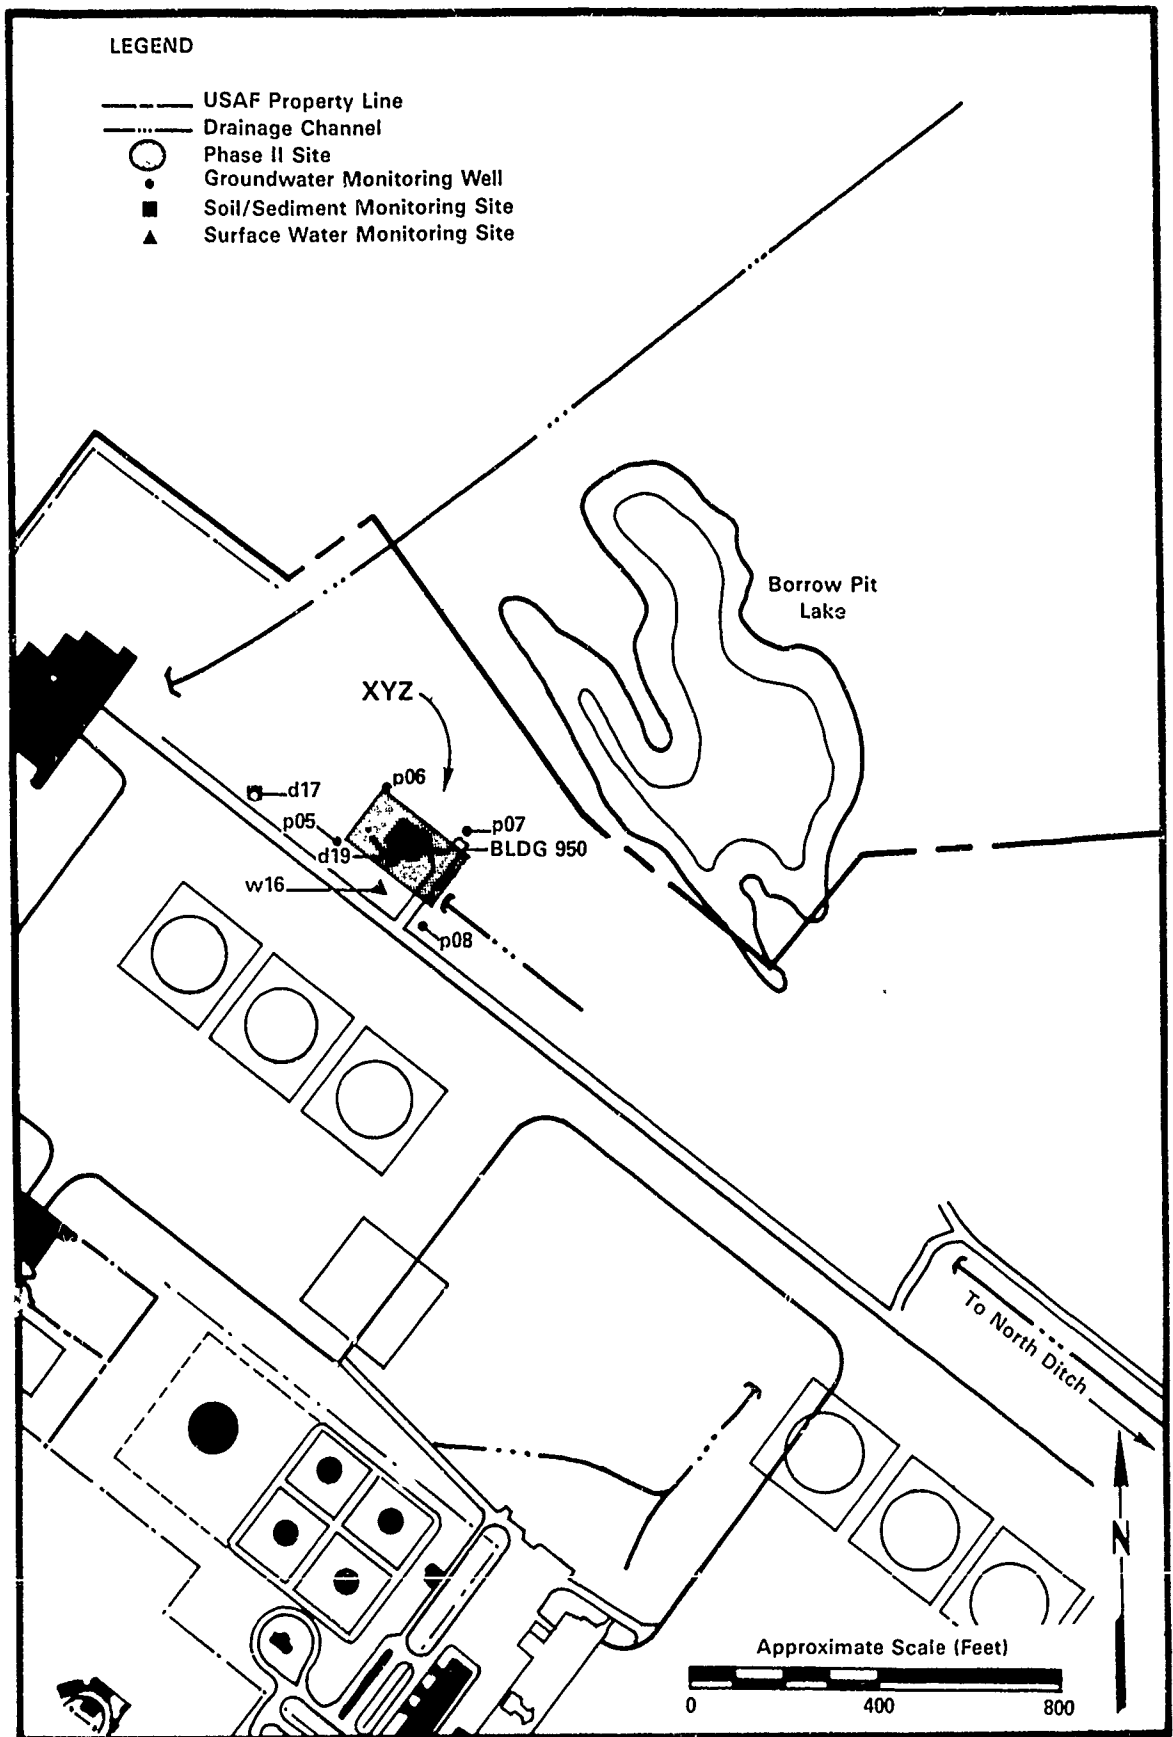 LEGEND
USAF Property Line
Drainage Channel
Phase II Site
Groundwater Monitoring Well
Soil/Sediment Monitoring Site
Surface Water Monitoring Site
Borrow Pit
Lake
XYZ
p06
d17
p05
p07
d19
BLDG 950
w16
p08
To North Ditch
N
Approximate Scale (Feet)
0 400 800